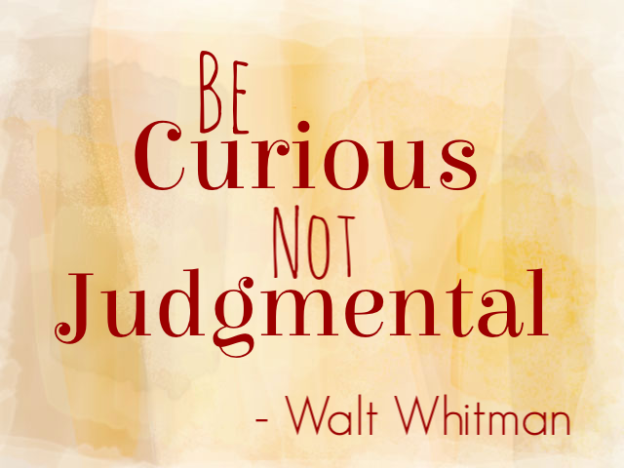 Be
Curious
Not
Judgmental
- Walt Whitman